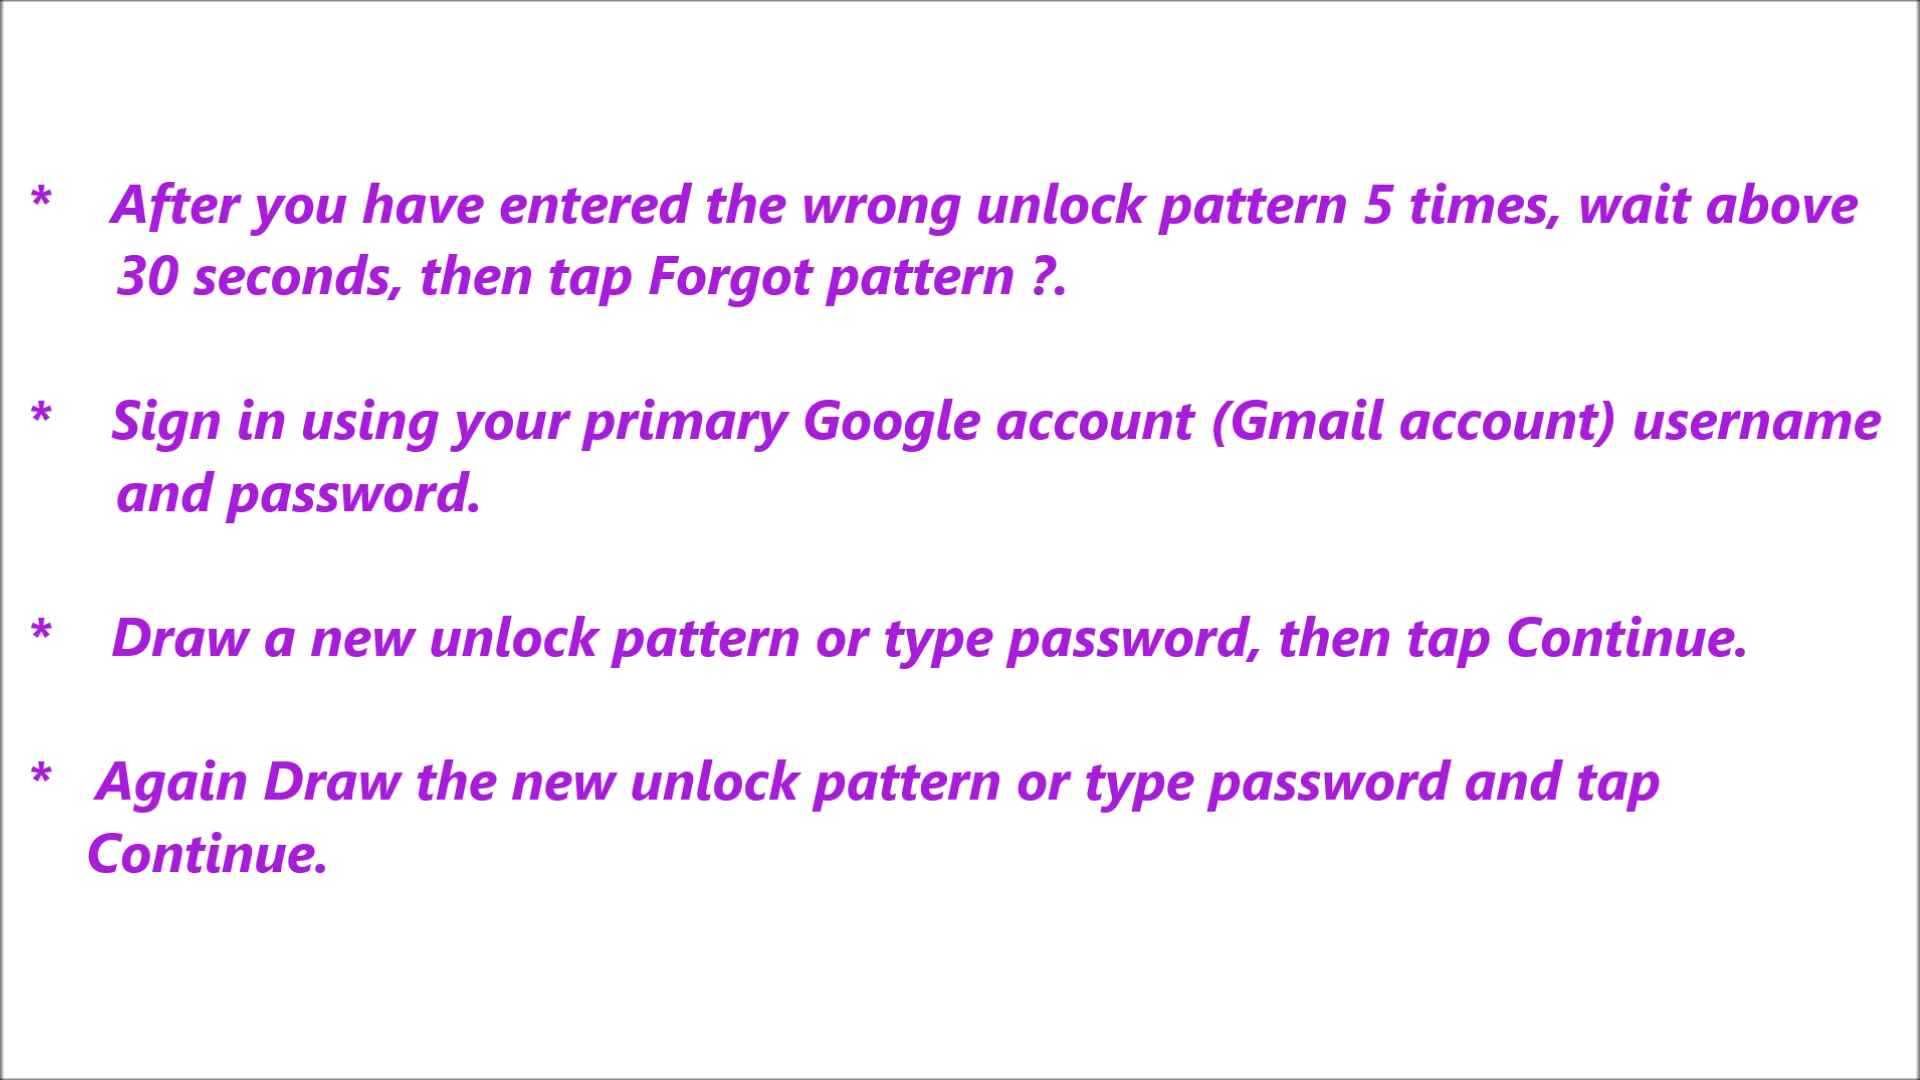 * After you have entered the wrong unlock pattern 5 times, wait above
30 seconds, then tap Forgot pattern ?.
* Sign in using your primary Google account (Gmail account) username
and password.
* Draw a new unlock pattern or type password, then tap Continue.
* Again Draw the new unlock pattern or type password and tap
Continue.